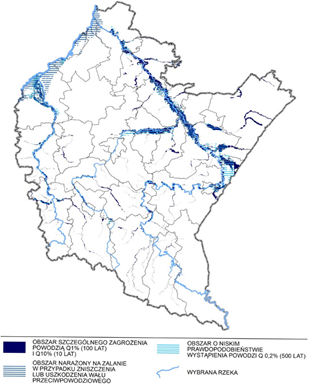 OBSZAR SZCZEGÓLNEGO ZAGROŻENIA
POWODZIĄ Q1% (100 LAT)
I Q10% (10 LAT)
OBSZAR NARAŻONY NA ZALANIE
W PRZYPADKU ZNISZCZENIA
LUB USZKODZENIA WAŁU
PRZECIWPOWODZIOWEGO
OBSZAR O NISKIM
PRAWDOPODOBIEŃSTWIE
WYSTĄPIENIA POWODZI Q 0,2% (500 LAT)
WYBRANA RZEKA